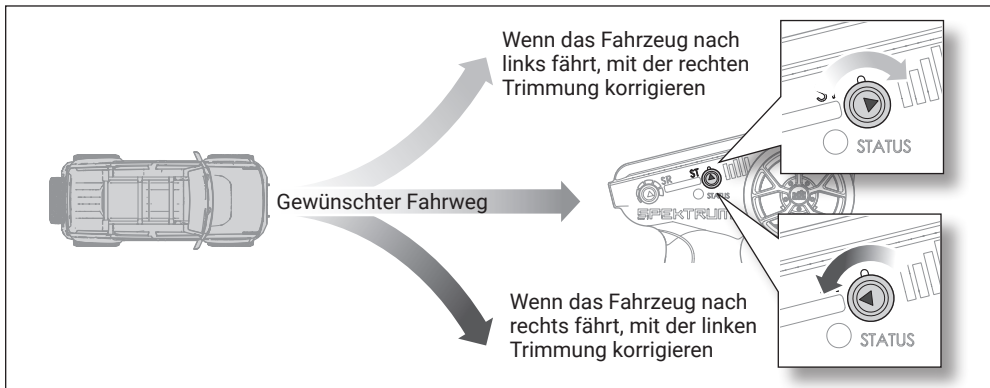 Wenn das Fahrzeug nach
links fährt, mit der rechten
Trimmung korrigieren
STATUS
Gewünschter Fahrweg
SR
ST
STATUS
SPEKTRUM
Wenn das Fahrzeug nach
rechts fährt, mit der linken
Trimmung korrigieren
STATUS